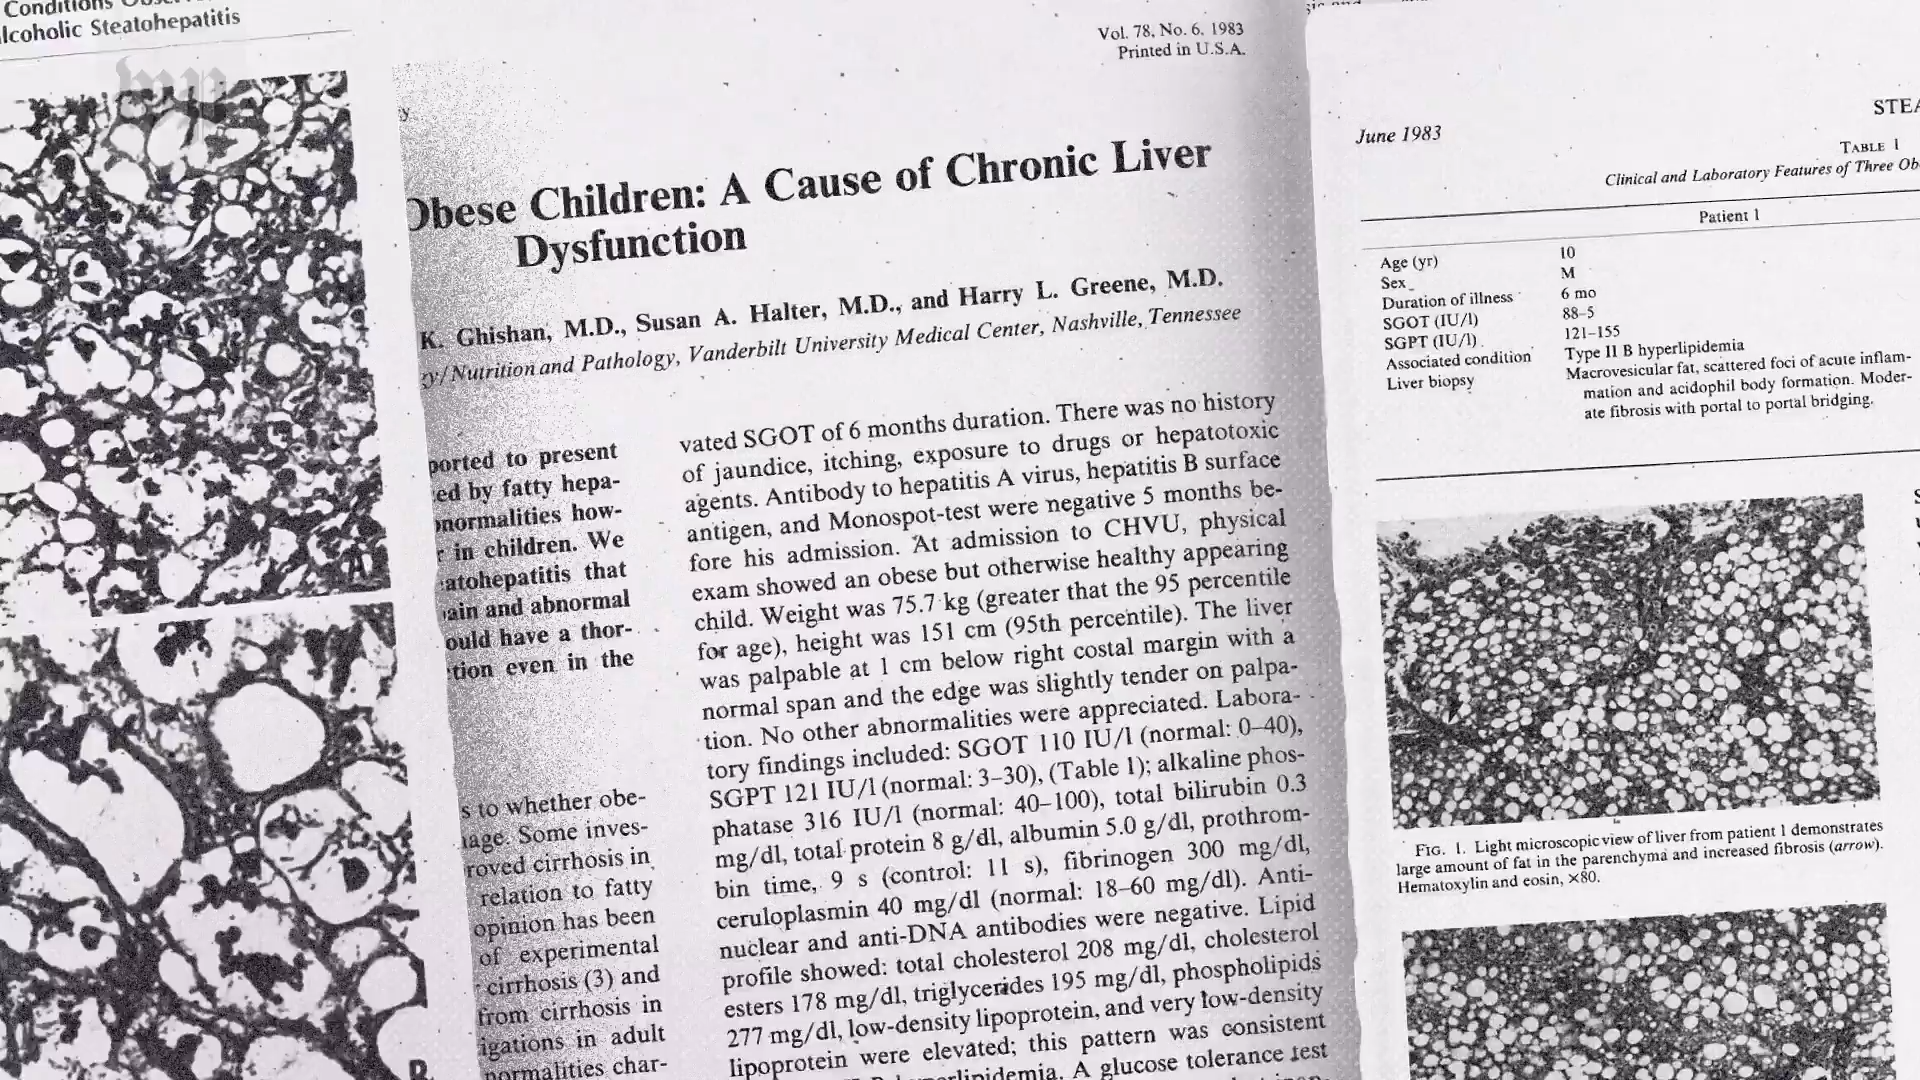 Conditions
lcoholic Steatohepatitis
wp
Vol. 78, No. 6, 1983
Printed in U.S.A.
y
Obese Children: A Cause of Chronic Liver
Dysfunction
K. Ghishan, M.D., Susan A. Halter, M.D., and Harry L. Greene, M.D.
gy/Nutrition and Pathology, Vanderbilt University Medical Center, Nashville, Tennessee
ported to present
ed by fatty hepa-
normalities how-
r in children. We
atohepatitis that
ain and abnormal
ould have a thor-
tion even in the
s to whether obe-
nage. Some inves-
roved cirrhosis in
relation to fatty
opinion has been
of experimental
cirrhosis (3) and
from cirrhosis in
igations in adult
normalities char-
vated SGOT of 6 months duration. There was no history
of jaundice, itching, exposure to drugs or hepatotoxic
agents. Antibody to hepatitis A virus, hepatitis B surface
antigen, and Monospot-test were negative 5 months be-
fore his admission. At admission to CHVU, physical
exam showed an obese but otherwise healthy appearing
child. Weight was 75.7 kg (greater that the 95 percentile
for age), height was 151 cm (95th percentile). The liver
was palpable at 1 cm below right costal margin with a
normal span and the edge was slightly tender on palpa-
tion. No other abnormalities were appreciated. Labora-
tory findings included: SGOT 110 IU/l (normal: 0–40),
SGPT 121 IU/l (normal: 3–30), (Table 1); alkaline phos-
phatase 316 IU/l (normal: 40–100), total bilirubin 0.3
mg/dl, total protein 8 g/dl, albumin 5.0 g/dl, prothrom-
bin time, 9 s (control: 11 s), fibrinogen 300 mg/dl,
ceruloplasmin 40 mg/dl (normal: 18–60 mg/dl). Anti-
nuclear and anti-DNA antibodies were negative. Lipid
profile showed: total cholesterol 208 mg/dl, cholesterol
esters 178 mg/dl, triglycerides 195 mg/dl, phospholipids
277 mg/dl, low-density lipoprotein, and very low-density
lipoprotein were elevated; this pattern was consistent
A glucose tolerance test
June 1983
STEA
TABLE 1
Clinical and Laboratory Features of Three Ob
Patient 1
Age (yr) 10
Sex M
Duration of illness 6 mo
SGOT (IU/l) 88–5
SGPT (IU/l) 121–155
Associated condition Type II B hyperlipidemia
Liver biopsy Macrovesicular fat, scattered foci of acute inflam-
mation and acidophil body formation. Moder-
ate fibrosis with portal to portal bridging.
FIG. 1. Light microscopic view of liver from patient 1 demonstrates
large amount of fat in the parenchyma and increased fibrosis (arrow).
Hematoxylin and eosin, ×80.